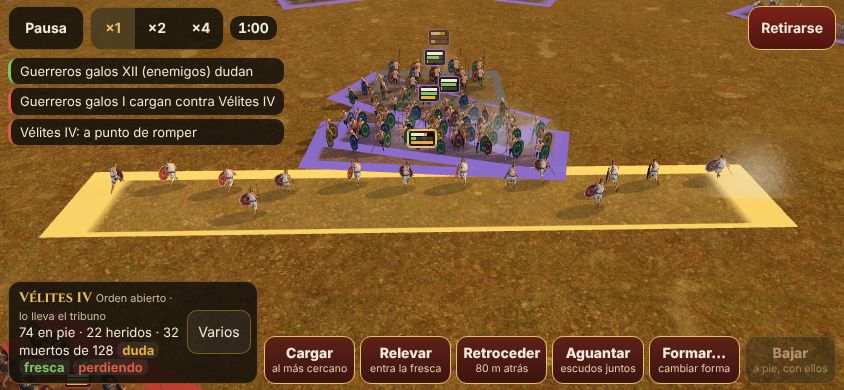 Pausa
×1 ×2 ×4
1:00
Retirarse
Guerreros galos XII (enemigos) dudan
Guerreros galos I cargan contra Vélites IV
Vélites IV: a punto de romper
VÉLITES IV Orden abierto ·
lo lleva el tribuno
74 en pie · 22 heridos · 32
muertos de 128 duda
fresca perdiendo
Varios
Cargar
al más cercano
Relevar
entra la fresca
Retroceder
80 m atrás
Aguantar
escudos juntos
Formar...
cambiar forma
Bajar
a pie, con ellos